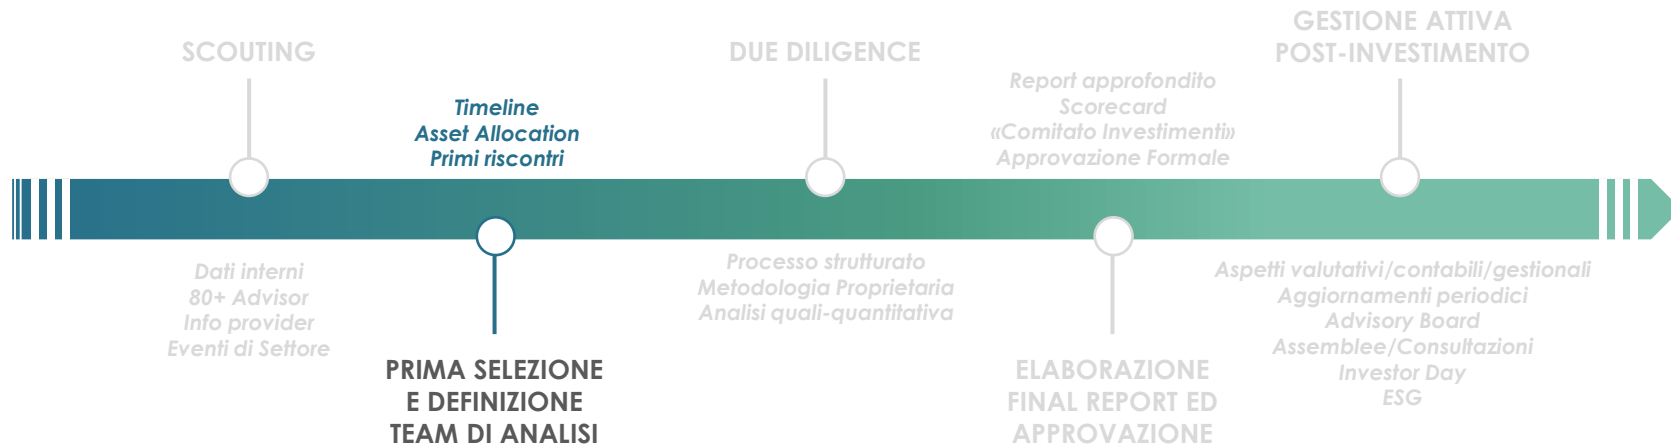 SCOUTING
Dati interni
80+ Advisor
Info provider
Eventi di Settore
Timeline
Asset Allocation
Primi riscontri
PRIMA SELEZIONE
E DEFINIZIONE
TEAM DI ANALISI
DUE DILIGENCE
Processo strutturato
Metodologia Proprietaria
Analisi quali-quantitativa
Report approfondito
Scorecard
«Comitato Investimenti»
Approvazione Formale
ELABORAZIONE
FINAL REPORT ED
APPROVAZIONE
GESTIONE ATTIVA
POST-INVESTIMENTO
Aspetti valutativi/contabili/gestionali
Aggiornamenti periodici
Advisory Board
Assemblee/Consultazioni
Investor Day
ESG